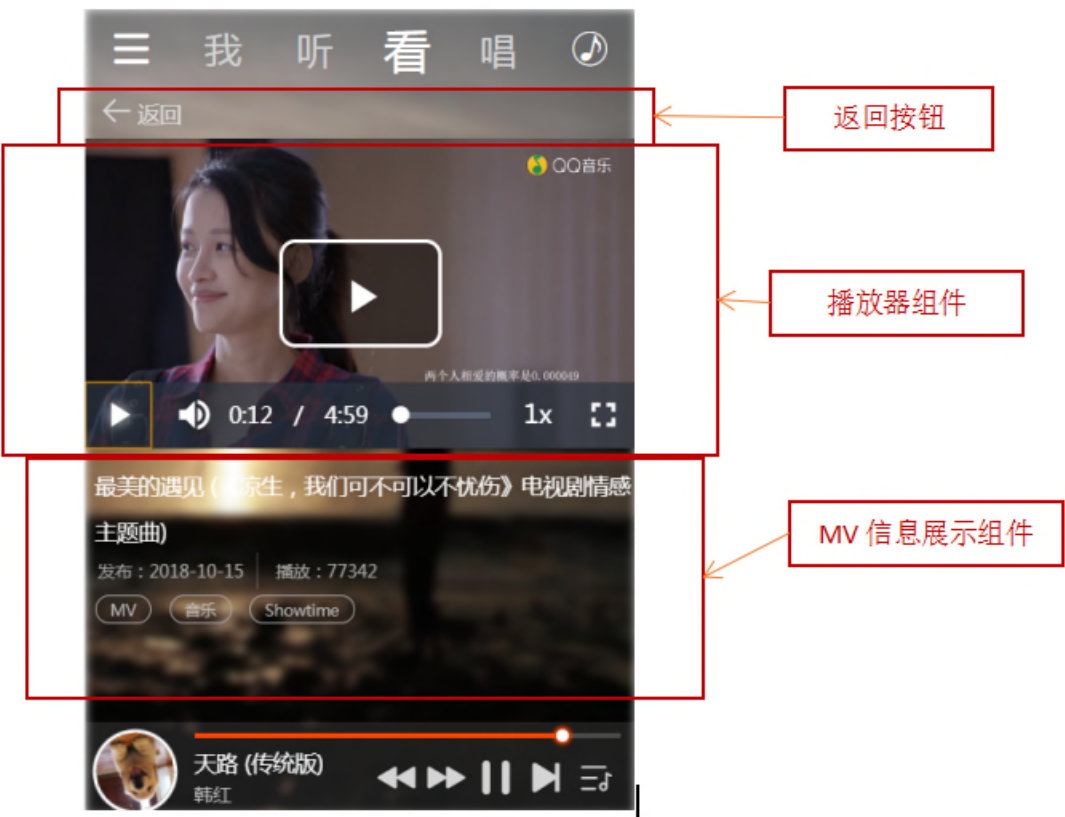 我 听 看 唱
返回
返回按钮
QQ音乐
播放器组件
两个人相爱的概率是0.000049
0:12 / 4:59 1x
最美的遇见 (《凉生，我们可不可以不忧伤》电视剧情感
主题曲)
MV 信息展示组件
发布：2018-10-15 播放：77342
MV 音乐 Showtime
天路 (传统版)
韩红